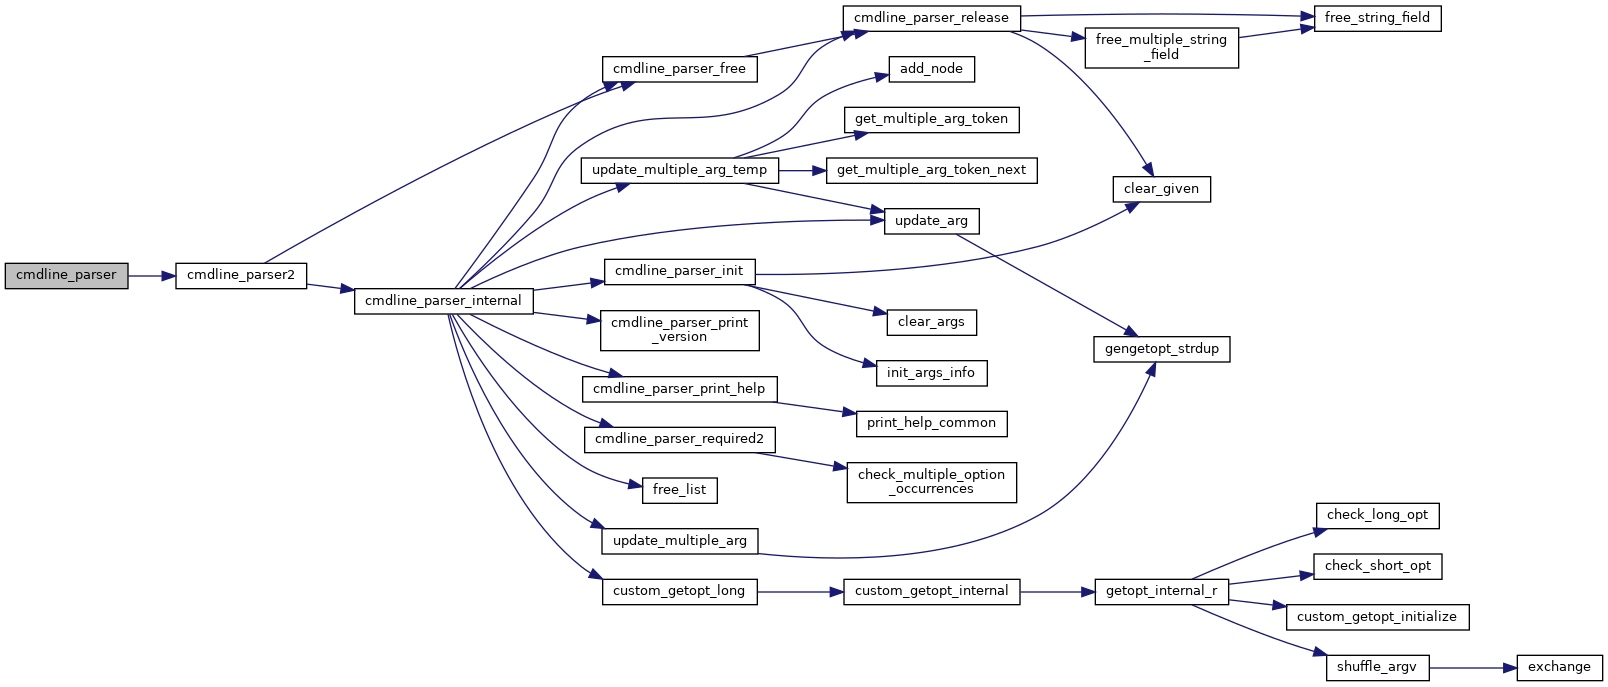 cmdline_parser
cmdline_parser2
cmdline_parser_free
cmdline_parser_internal
cmdline_parser_release
free_string_field
free_multiple_string
_field
clear_given
update_multiple_arg_temp
add_node
get_multiple_arg_token
get_multiple_arg_token_next
update_arg
gengetopt_strdup
cmdline_parser_init
clear_args
init_args_info
cmdline_parser_print
_version
cmdline_parser_print_help
print_help_common
cmdline_parser_required2
check_multiple_option
_occurrences
free_list
update_multiple_arg
custom_getopt_long
custom_getopt_internal
getopt_internal_r
check_long_opt
check_short_opt
custom_getopt_initialize
shuffle_argv
exchange